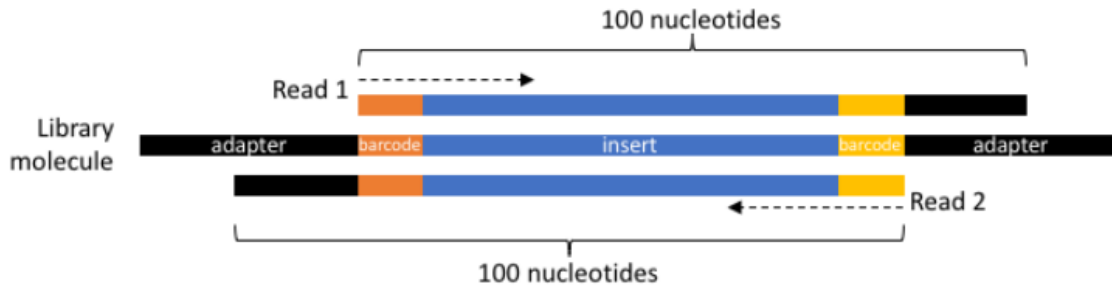 100 nucleotides
Read 1
Library
molecule
adapter barcode insert barcode adapter
Read 2
100 nucleotides